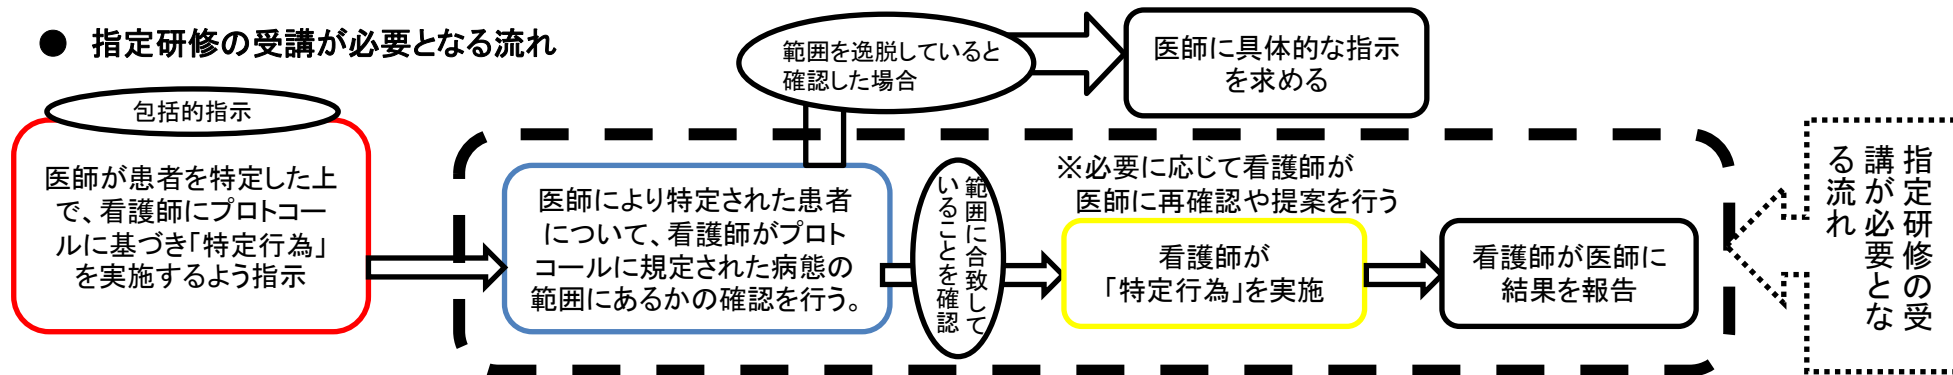 ● 指定研修の受講が必要となる流れ
包括的指示
医師が患者を特定した上
で、看護師にプロトコー
ルに基づき「特定行為」
を実施するよう指示
医師により特定された患者
について、看護師がプロト
コールに規定された病態の
範囲にあるかの確認を行う。
範囲を逸脱していると
確認した場合
医師に具体的な指示
を求める
範囲に合致して
いることを確認
※必要に応じて看護師が
医師に再確認や提案を行う
看護師が
「特定行為」を実施
看護師が医師に
結果を報告
指定研修の受
講が必要とな
る流れ